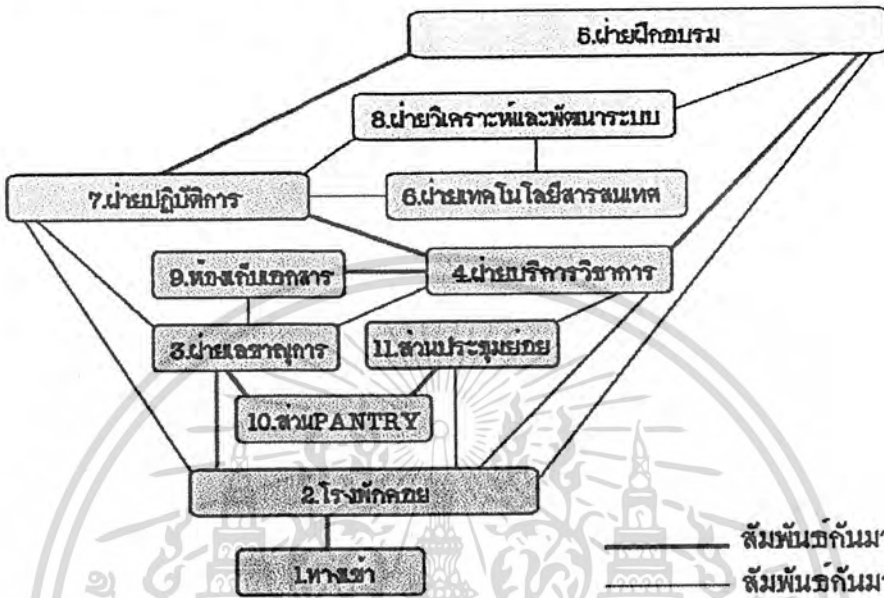 5.ฝ่ายฝึกอบรม
8.ฝ่ายวิเคราะห์และพัฒนาระบบ
7.ฝ่ายปฏิบัติการ
6.ฝ่ายเทคโนโลยีสารสนเทศ
9.ห้องเก็บเอกสาร
4.ฝ่ายบริการวิชาการ
3.ฝ่ายเลขาณุการ
11.ส่วนประชุมย่อย
10.ส่วนPANTRY
2.โรงพักคอย
1.ทางเข้า
สัมพันธ์กันมา
สัมพันธ์กันมา